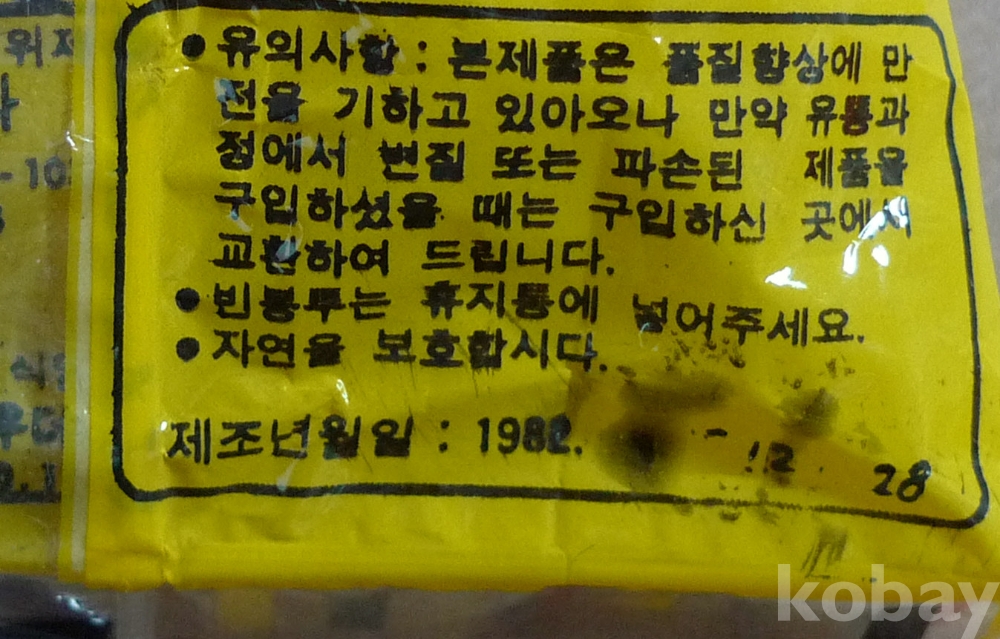 ● 유의사항 : 본제품은 품질향상에 만
전을 기하고 있아오나 만약 유통과
정에서 변질 또는 파손된 제품을
구입하셨을 때는 구입하신 곳에서
교환하여 드립니다.
● 빈봉투는 휴지통에 넣어주세요.
● 자연을 보호합시다.
제조년월일 : 1982. 12. 28
kobay